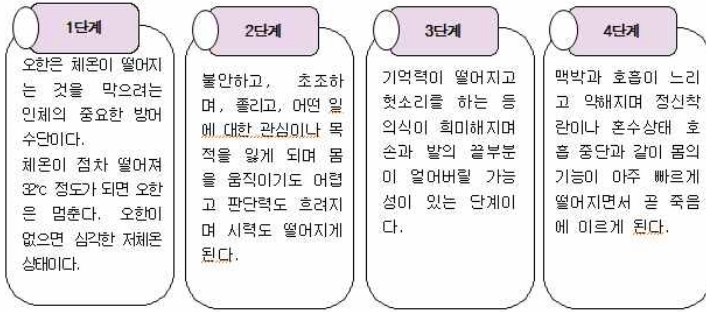 1단계
오한은 체온이 떨어지
는 것을 막으려는
인체의 중요한 방어
수단이다.
체온이 점차 떨어져
32℃ 정도가 되면 오한
은 멈춘다. 오한이
없으면 심각한 저체온
상태이다.
2단계
불안하고, 초조하
며, 졸리고, 어떤 일
에 대한 관심이나 목
적을 잃게 되며 몸
을 움직이기도 어렵
고 판단력도 흐려지
며 시력도 떨어지게
된다.
3단계
기억력이 떨어지고
헛소리를 하는 등
의식이 희미해지며
손과 발의 끝부분
이 얼어버릴 가능
성이 있는 단계이
다.
4단계
맥박과 호흡이 느리
고 약해지며 정신착
란이나 혼수상태 호
흡 중단과 같이 몸의
기능이 아주 빠르게
떨어지면서 곧 죽음
에 이르게 된다.